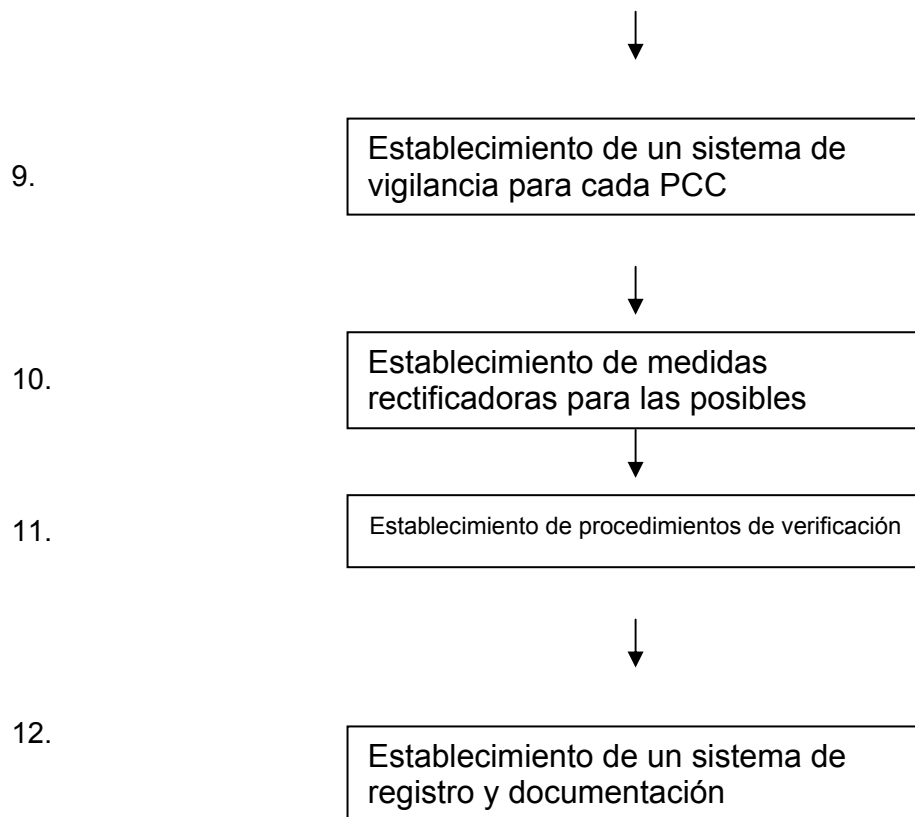 9.
Establecimiento de un sistema de
vigilancia para cada PCC
10.
Establecimiento de medidas
rectificadoras para las posibles
11.
Establecimiento de procedimientos de verificación
12.
Establecimiento de un sistema de
registro y documentación